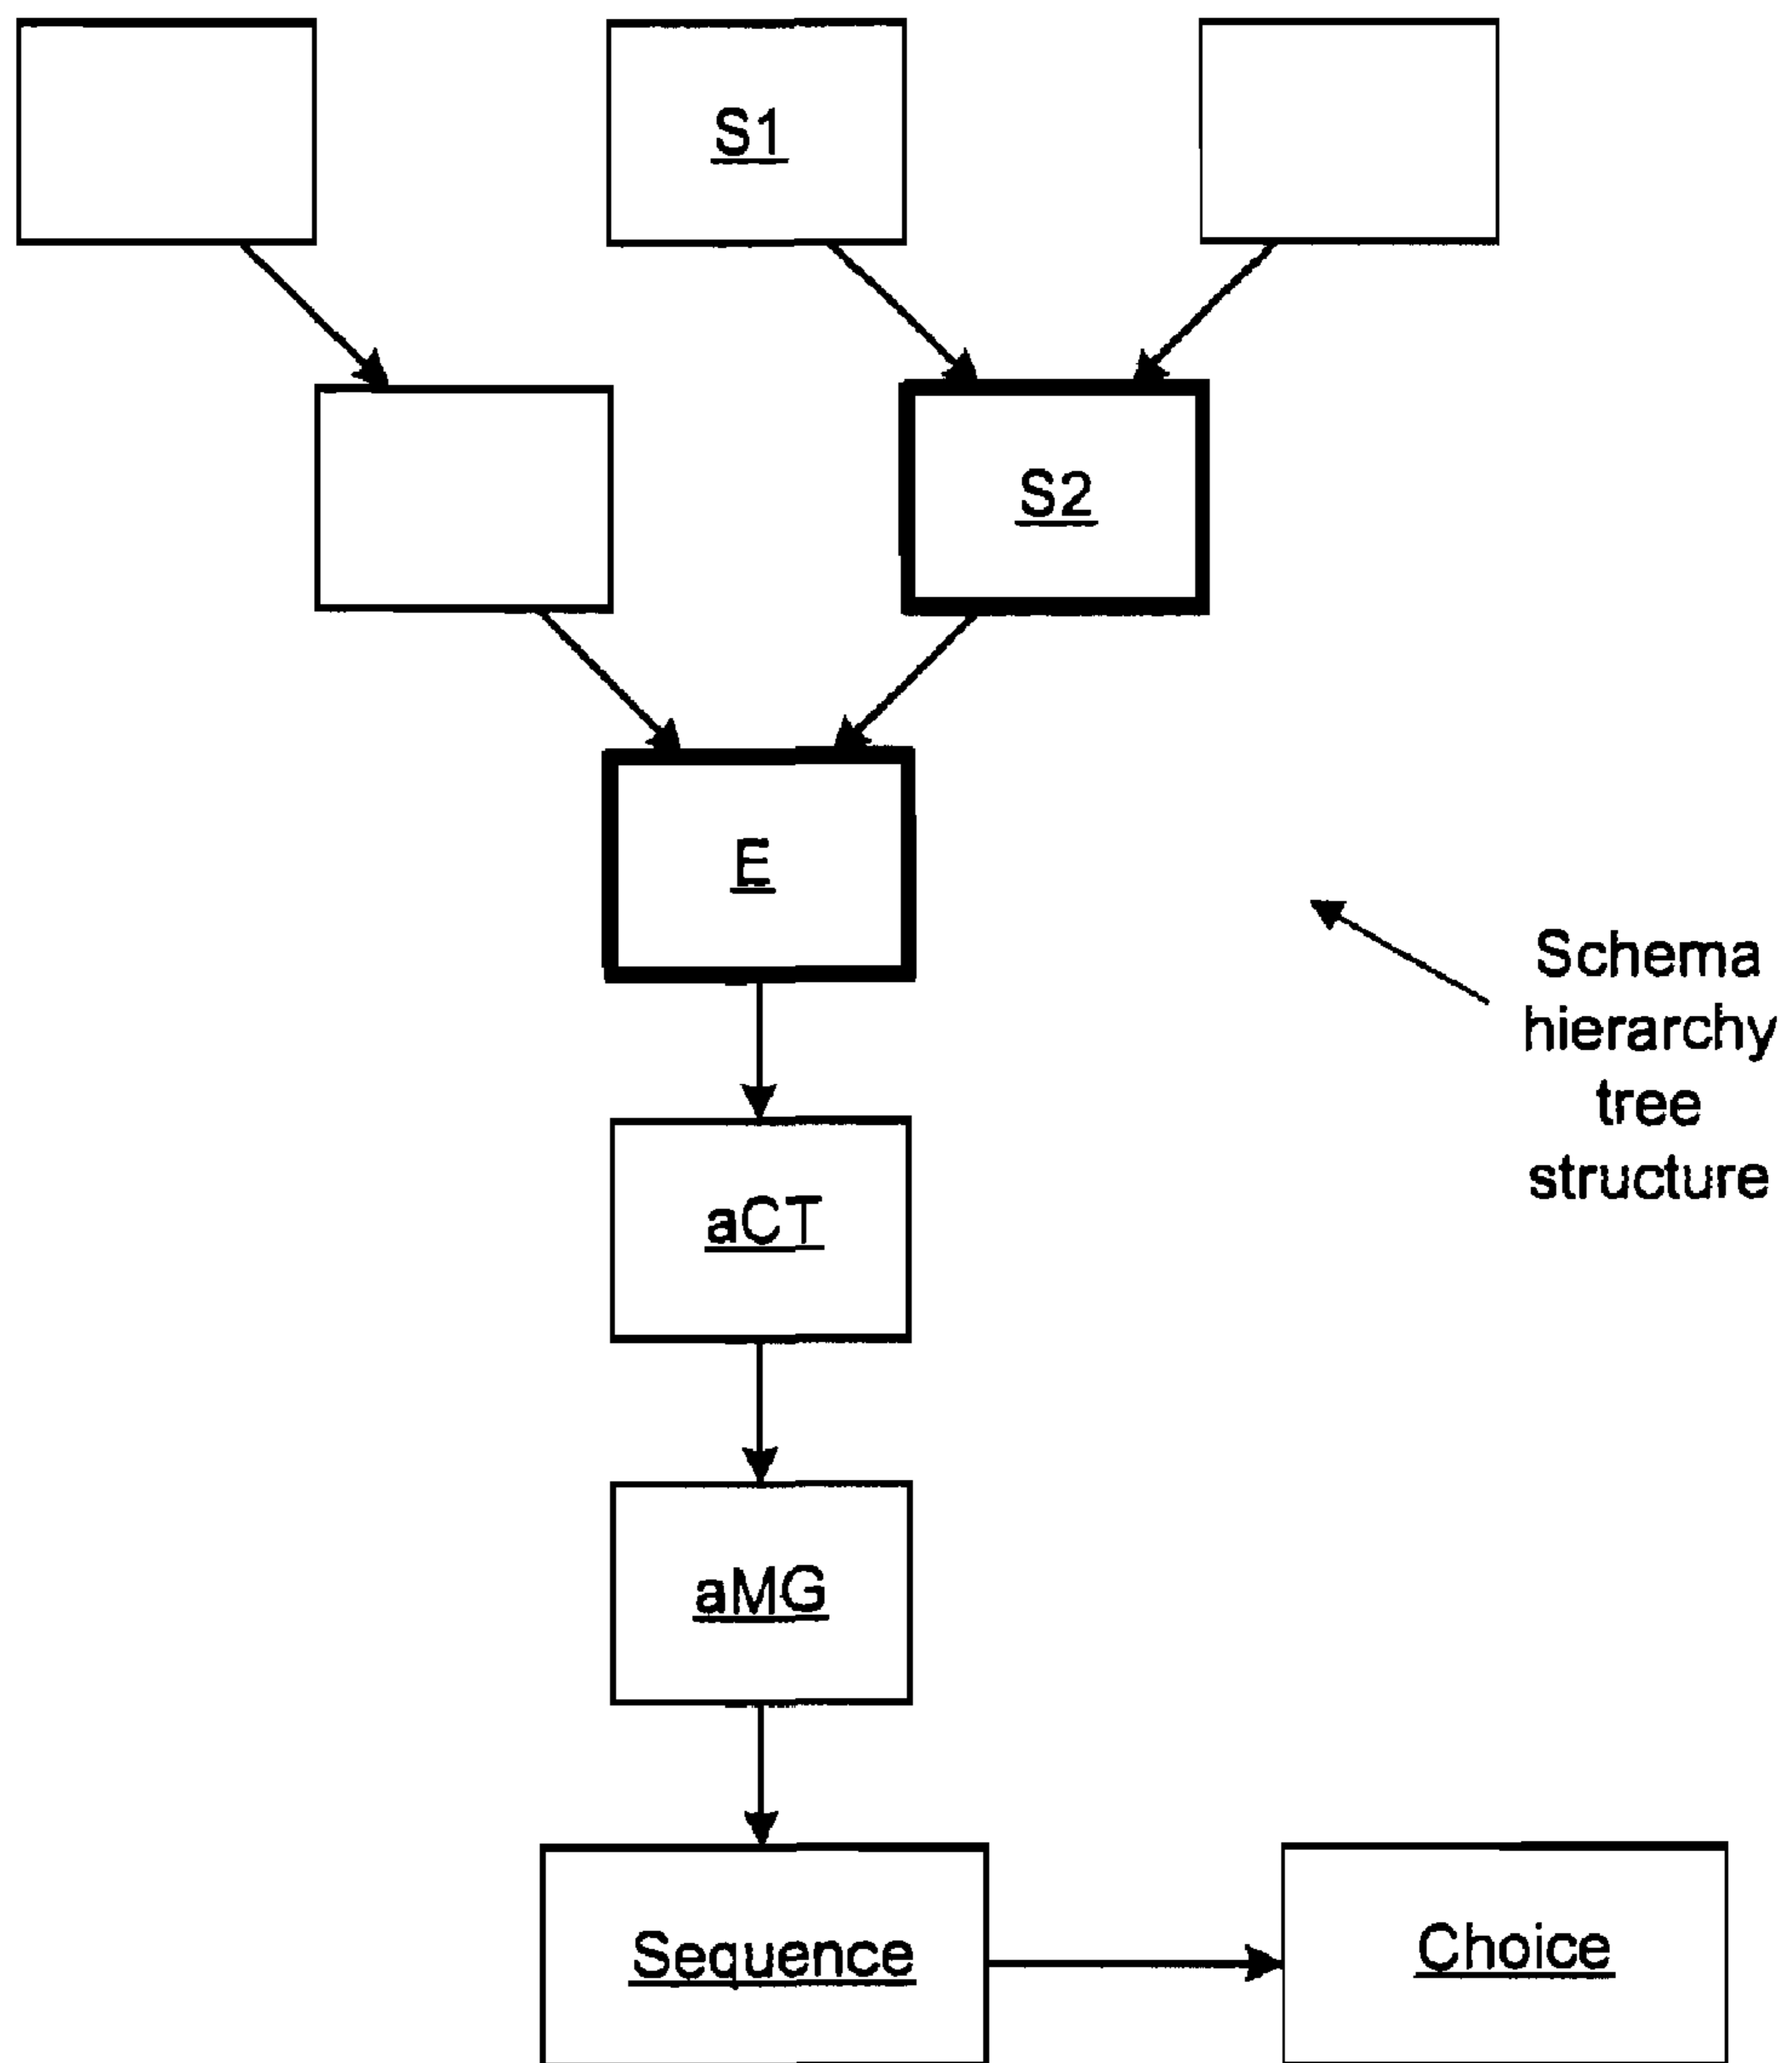 S1
S2
E
Schema
hierarchy
tree
structure
aCT
aMG
Sequence
Choice